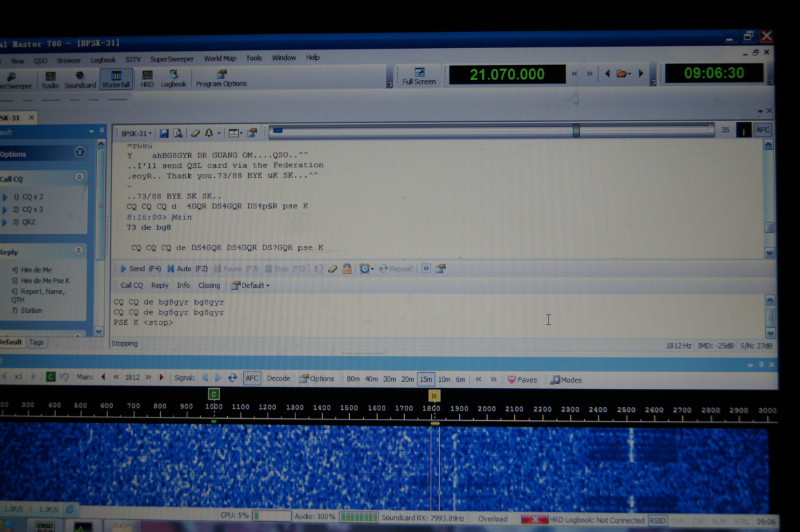 al Master 700 - [BPSK-31]
View QSO Browser Logbook SSTV SuperSweeper World Map Tools Window Help
Radio Soundcard Waterfall HRD Logbook Program Options
Full Screen 21.070.000 09:06:30
SK-31
BPSK-31 35 AFC
Options
Call CQ
1) CQ x 2
2) CQ x 3
3) QRZ
Reply
4) Him de Me
5) Him de Me Pse K
6) Report, Name, QTH
7) Station
Default Tags
Y ahBG8GYR DR GUANG OM....QSO..^^
..I'll send QSL card via the Federation
.eoyR.. Thank you.73/88 BYE uK SK...^^
-
..73/88 BYE SK SK..
CQ CQ CQ d 4GQR DS4GQR DS4pSR pse K
8:15:00> Main
73 de bg8
CQ CQ CQ de DS4GQR DS4GQR DS?GQR pse K
Send (F4) Auto (F2) Pause (F3) Stop Repeat
Call CQ Reply Info Closing Default
CQ CQ de bg8gyr bg8gyr
CQ CQ de bg8gyr bg8gyr
PSE K <stop>
Stopping 1812 Hz IMD: -25dB S/N: 27dB
x1 C Main: 1812 Signal: AFC Decode Options 80m 40m 30m 20m 15m 10m 6m Faves Modes
C M
300 400 500 600 700 800 900 1000 1100 1200 1300 1400 1500 1600 1700 1800 1900 2000 2100 2200 2300 2400 2500 2600 2700 2800 2900 3000
1.3K/S 1.3K/S CPU: 5% Audio: 100% Soundcard RX: 7993.89Hz Overload HRD Logbook: Not Connected RSID
09:06